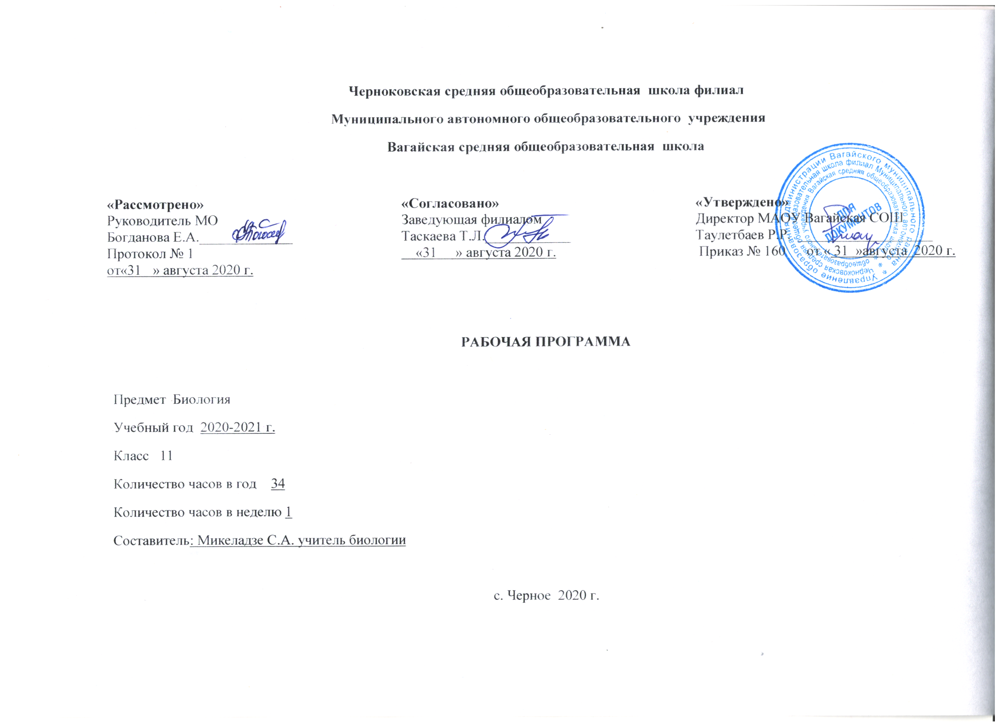 Черноковская средняя общеобразовательная школа филиал
Муниципального автономного общеобразовательного учреждения
Вагайская средняя общеобразовательная школа
«Рассмотрено»
Руководитель МО
Богданова Е.А.
Протокол № 1
от«31 » августа 2020 г.
«Согласовано»
Заведующая филиалом
Таскаева Т.Л.
«31 » августа 2020 г.
«Утверждено»
Директор МАОУ Вагайская СОШ
Таулетбаев Р.Р.
Приказ № 160 от « 31 »августа 2020 г.
Управление образования администрации Вагайского муниципального района *
Черноковская средняя общеобразовательная школа филиал Муниципального автономного *
общеобразовательного учреждения Вагайская средняя общеобразовательная школа *
ДЛЯ
ДОКУМЕНТОВ
РАБОЧАЯ ПРОГРАММА
Предмет Биология
Учебный год 2020-2021 г.
Класс 11
Количество часов в год 34
Количество часов в неделю 1
Составитель: Микеладзе С.А. учитель биологии
с. Черное 2020 г.